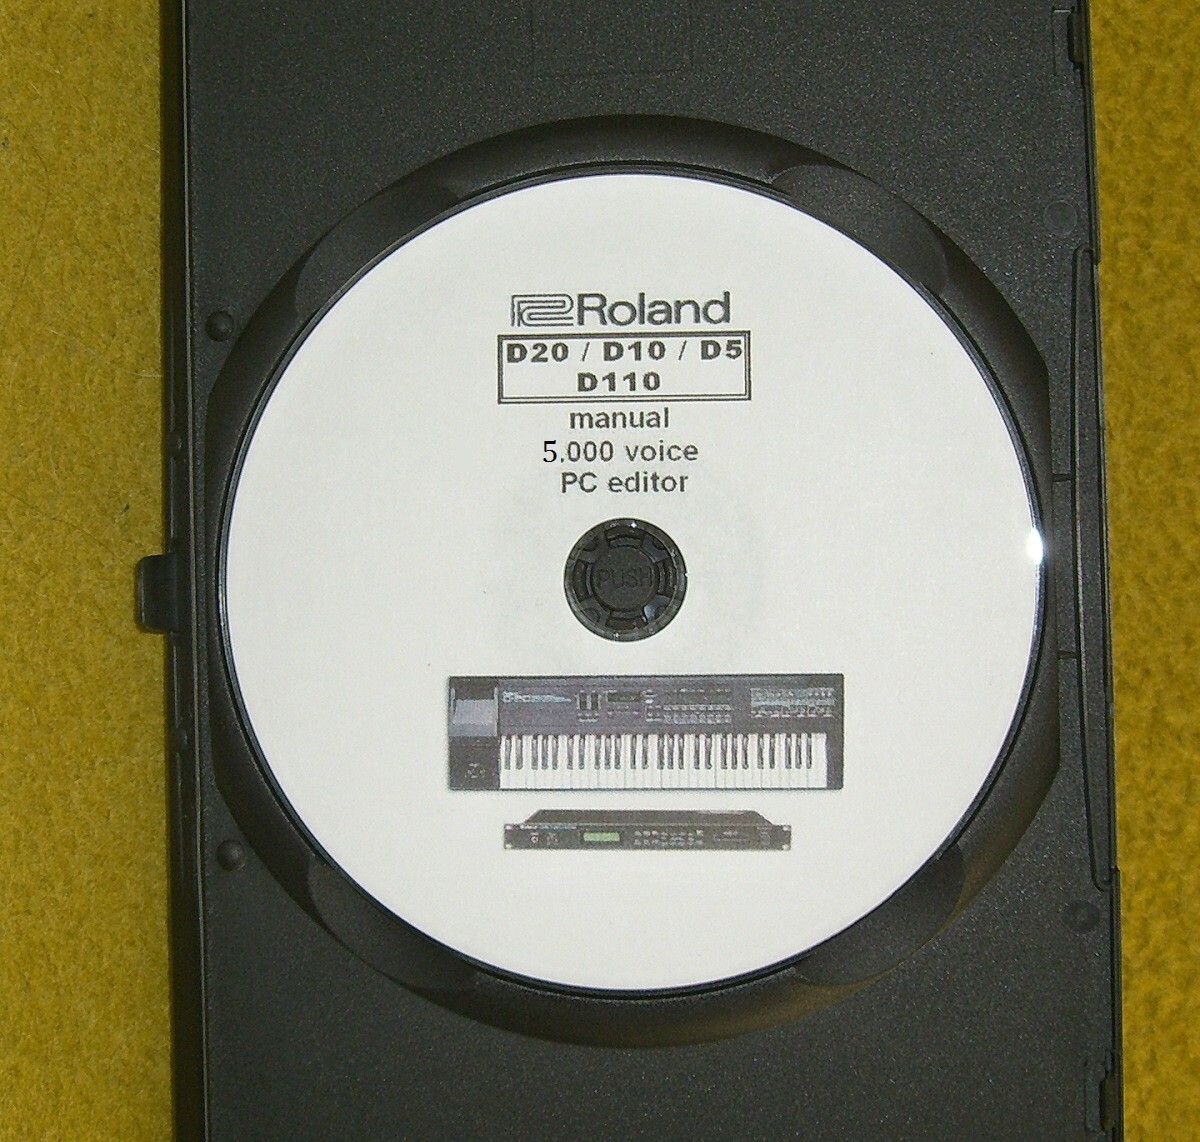 Roland
D20 / D10 / D5
D110
manual
5.000 voice
PC editor
PUSH